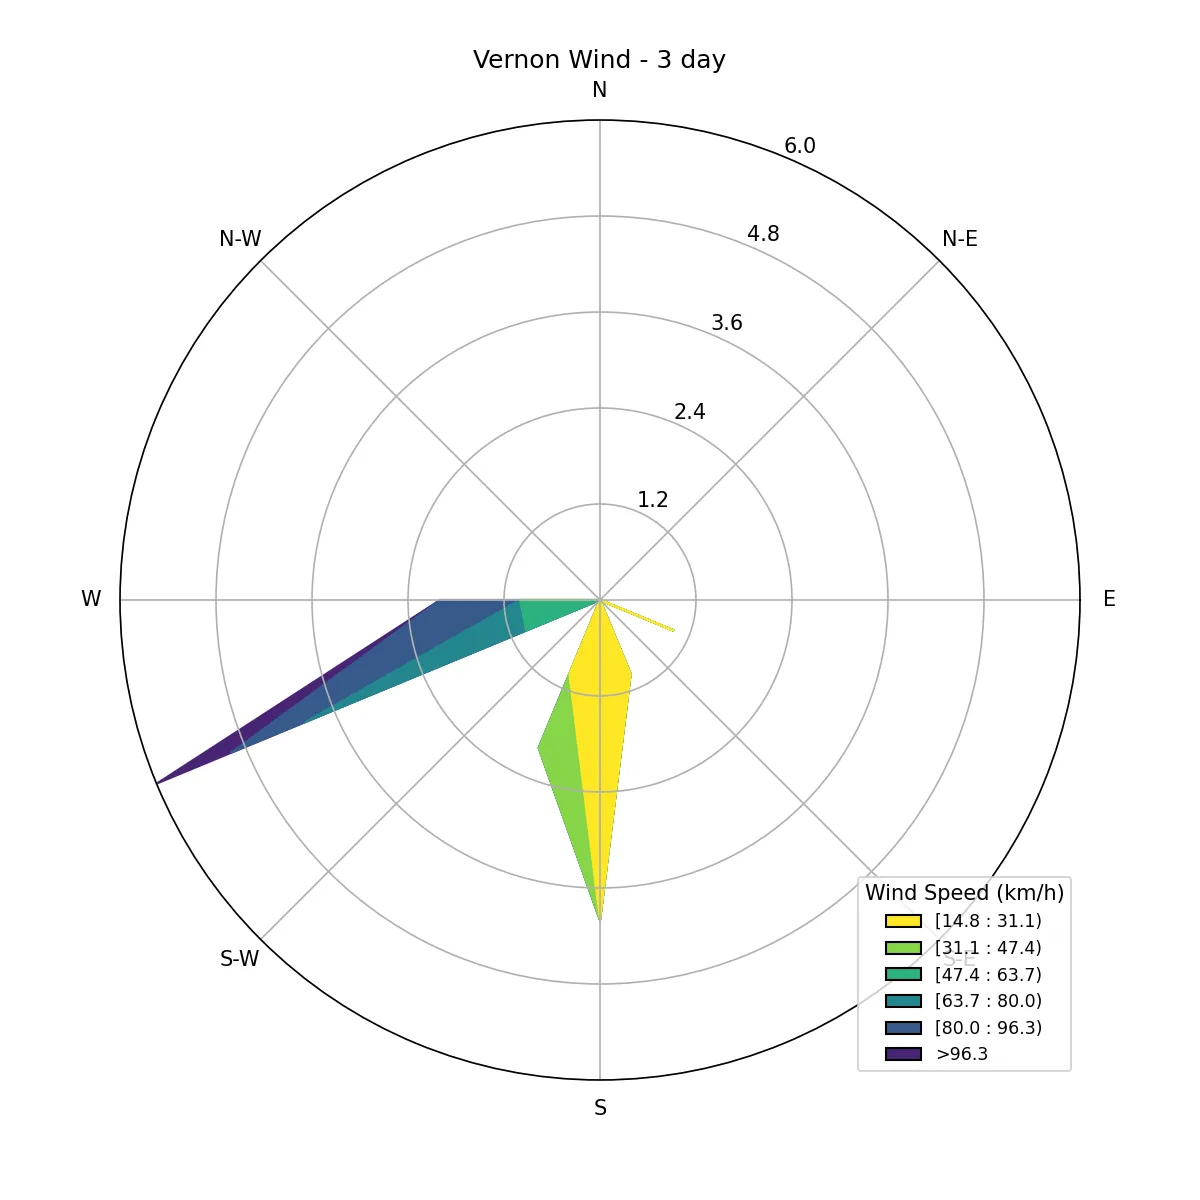 Vernon Wind - 3 day
N
6.0
N-W
4.8
N-E
3.6
2.4
1.2
W
E
S-W
S-E
S
Wind Speed (km/h)
[14.8 : 31.1)
[31.1 : 47.4)
[47.4 : 63.7)
[63.7 : 80.0)
[80.0 : 96.3)
>96.3